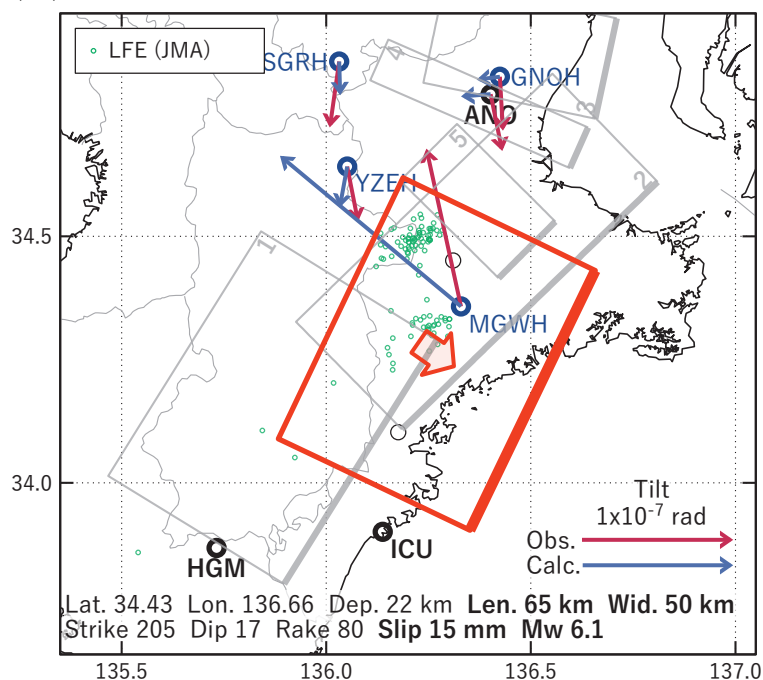 LFE (JMA)
SGRH
GNOH
ANO
4
3
5
2
YZEH
1
34.5
MGWH
34.0
Tilt
1x10-7 rad
Obs.
Calc.
ICU
HGM
Lat. 34.43 Lon. 136.66 Dep. 22 km Len. 65 km Wid. 50 km
Strike 205 Dip 17 Rake 80 Slip 15 mm Mw 6.1
135.5 136.0 136.5 137.0